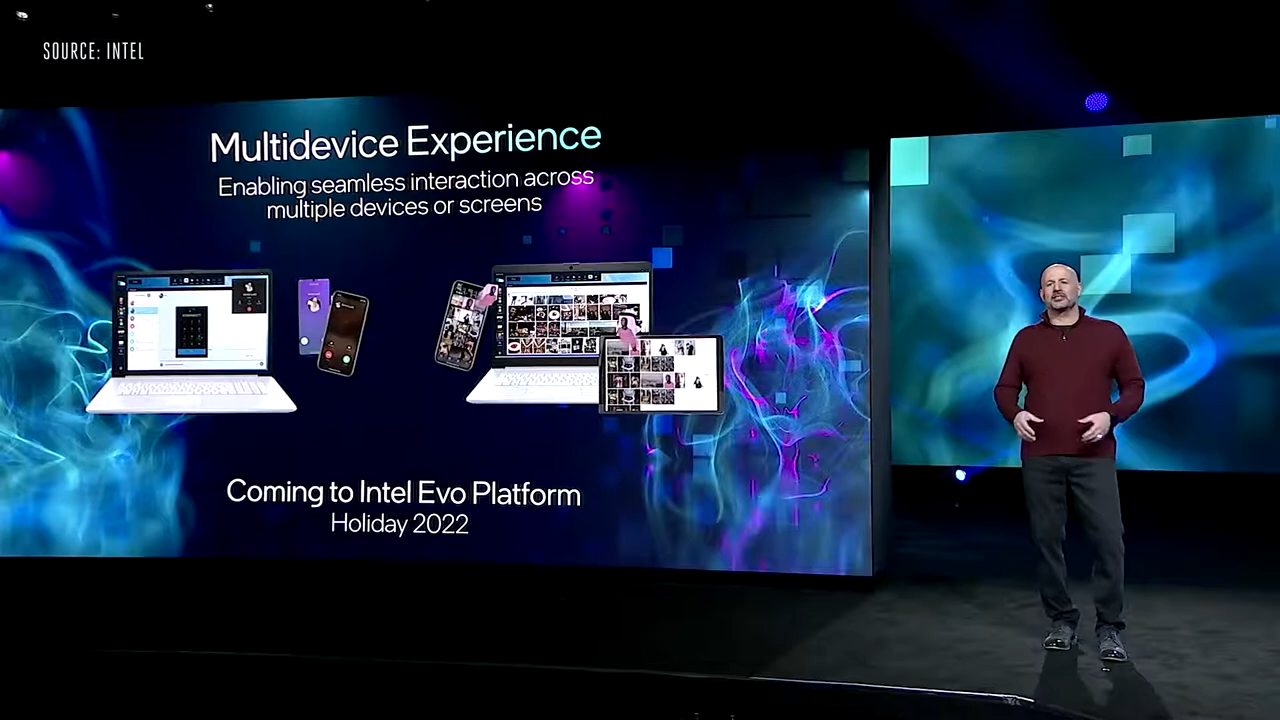 SOURCE: INTEL
Multidevice Experience
Enabling seamless interaction across
multiple devices or screens
Coming to Intel Evo Platform
Holiday 2022